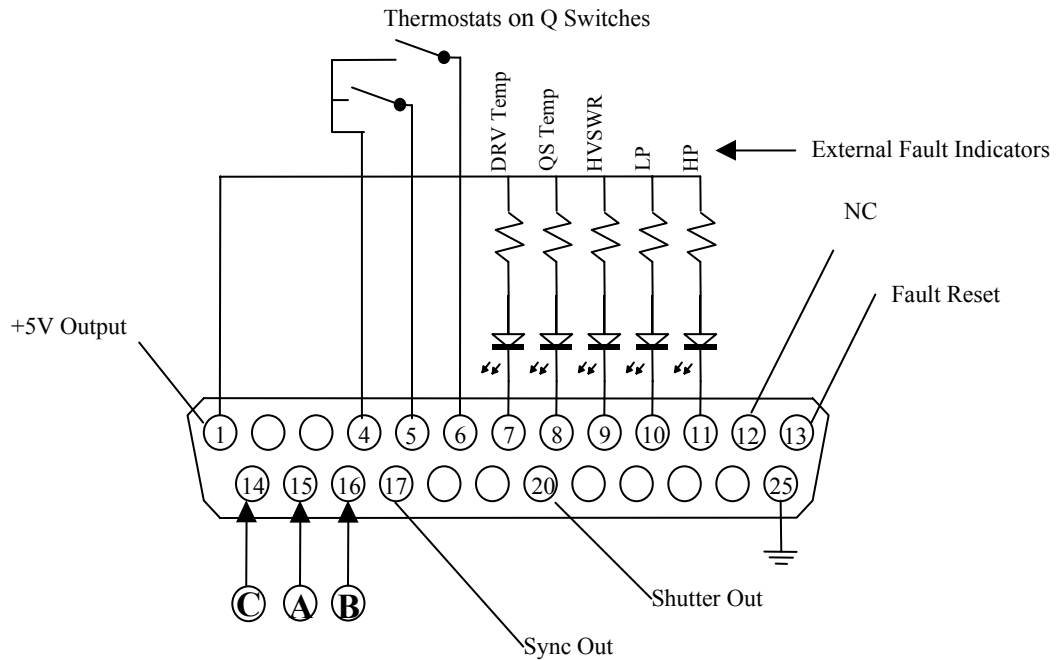 Thermostats on Q Switches
DRV Temp
QS Temp
HVSWR
LP
HP
External Fault Indicators
NC
Fault Reset
+5V Output
1 4 5 6 7 8 9 10 11 12 13
14 15 16 17 20 25
C A B
Shutter Out
Sync Out